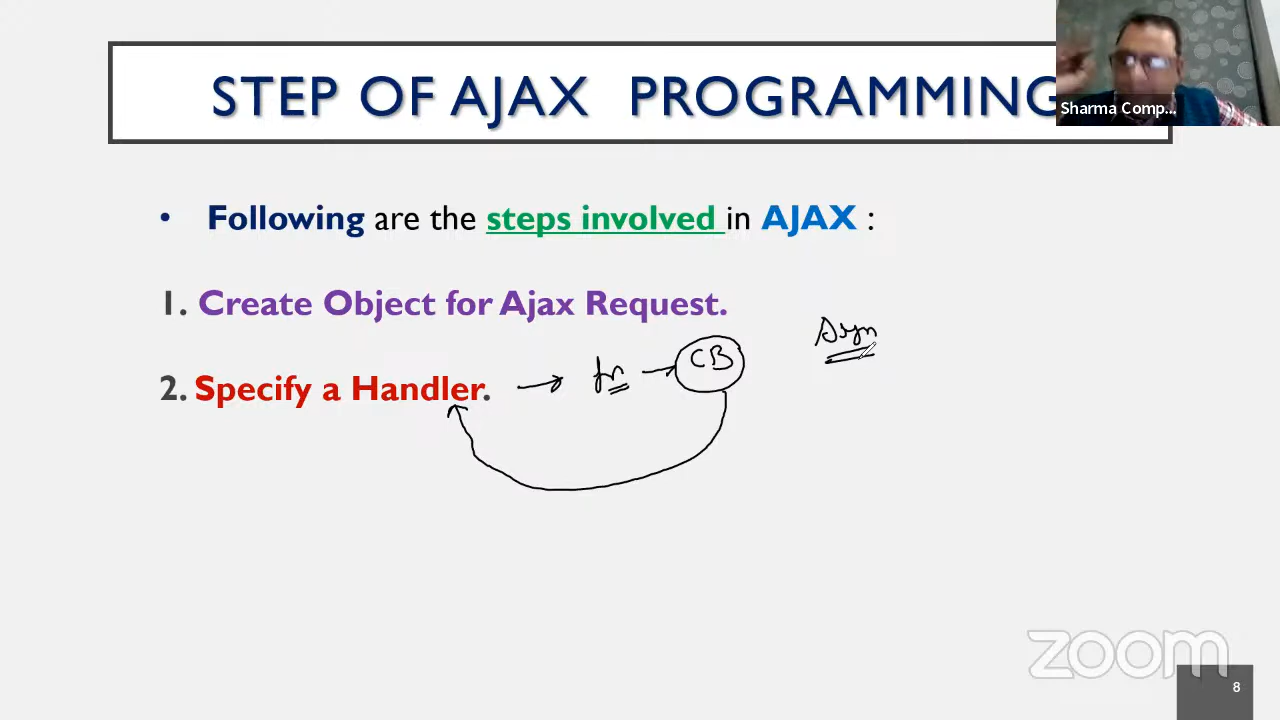 STEP OF AJAX PROGRAMMING
Sharma Comp...
• Following are the steps involved in AJAX :
1. Create Object for Ajax Request.
2. Specify a Handler. → fn → CB
Asyn
zoom
8